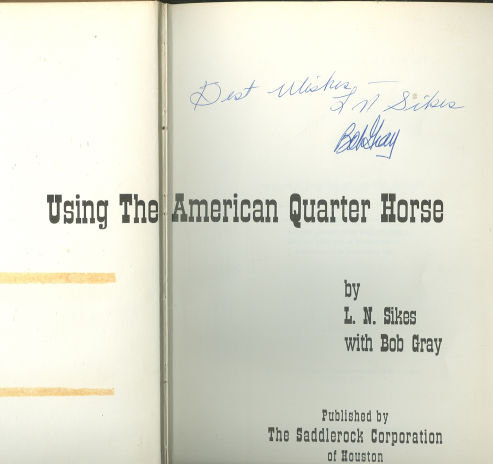 Best Wishes
L N Sikes
Bob Gray
Using The American Quarter Horse
by
L. N. Sikes
with Bob Gray
Published by
The Saddlerock Corporation
of Houston